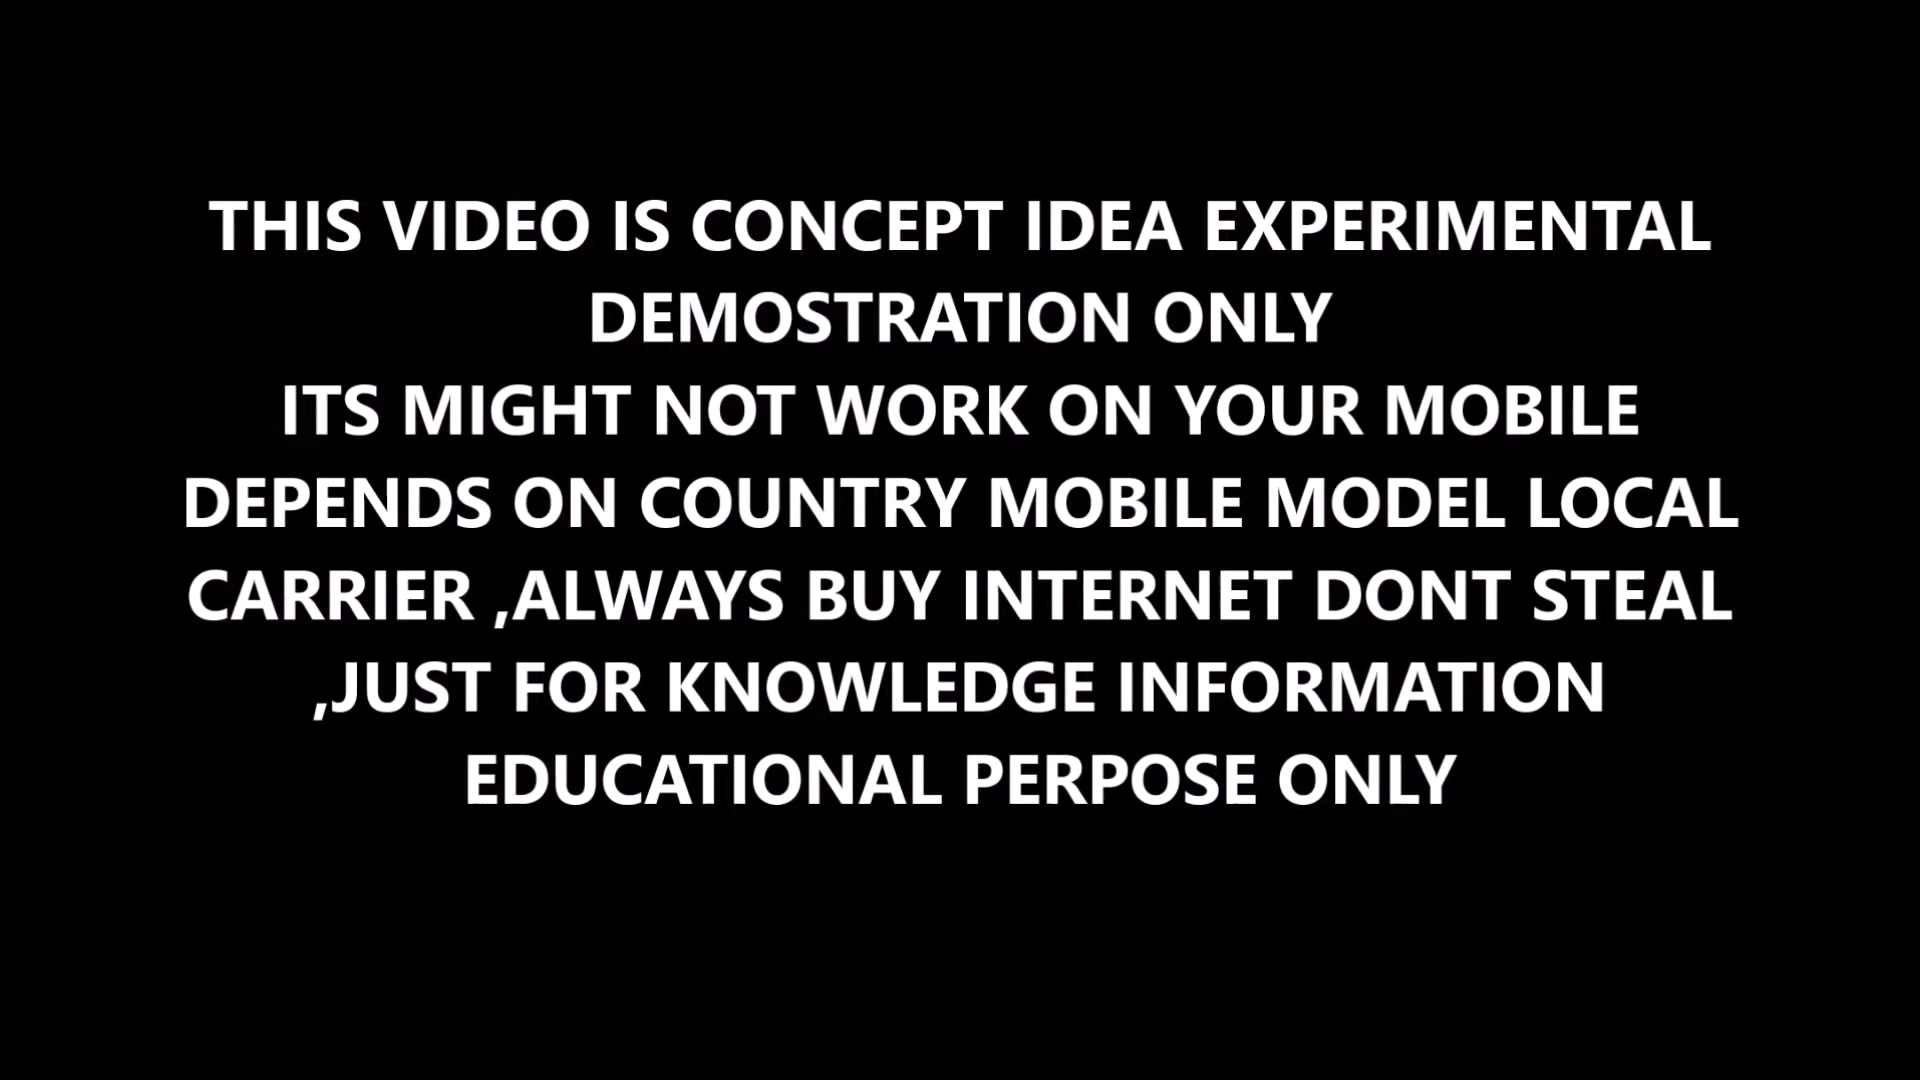 THIS VIDEO IS CONCEPT IDEA EXPERIMENTAL
DEMOSTRATION ONLY
ITS MIGHT NOT WORK ON YOUR MOBILE
DEPENDS ON COUNTRY MOBILE MODEL LOCAL
CARRIER ,ALWAYS BUY INTERNET DONT STEAL
,JUST FOR KNOWLEDGE INFORMATION
EDUCATIONAL PERPOSE ONLY